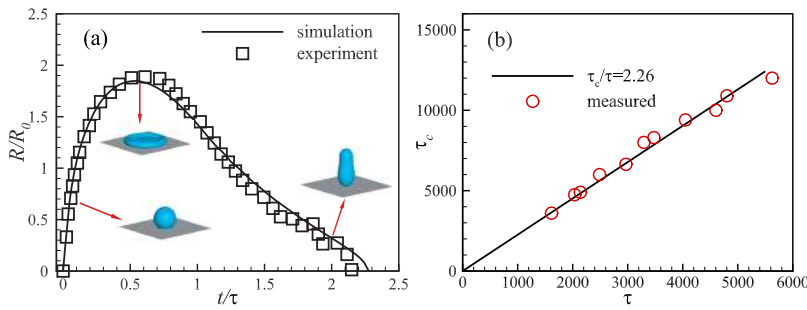 (a)
simulation
experiment
R/R0
2.5
2
1.5
1
0.5
0
0 0.5 1 1.5 2 2.5
t/τ
(b)
τc/τ=2.26
measured
τc
15000
10000
5000
0
0 1000 2000 3000 4000 5000 6000
τ